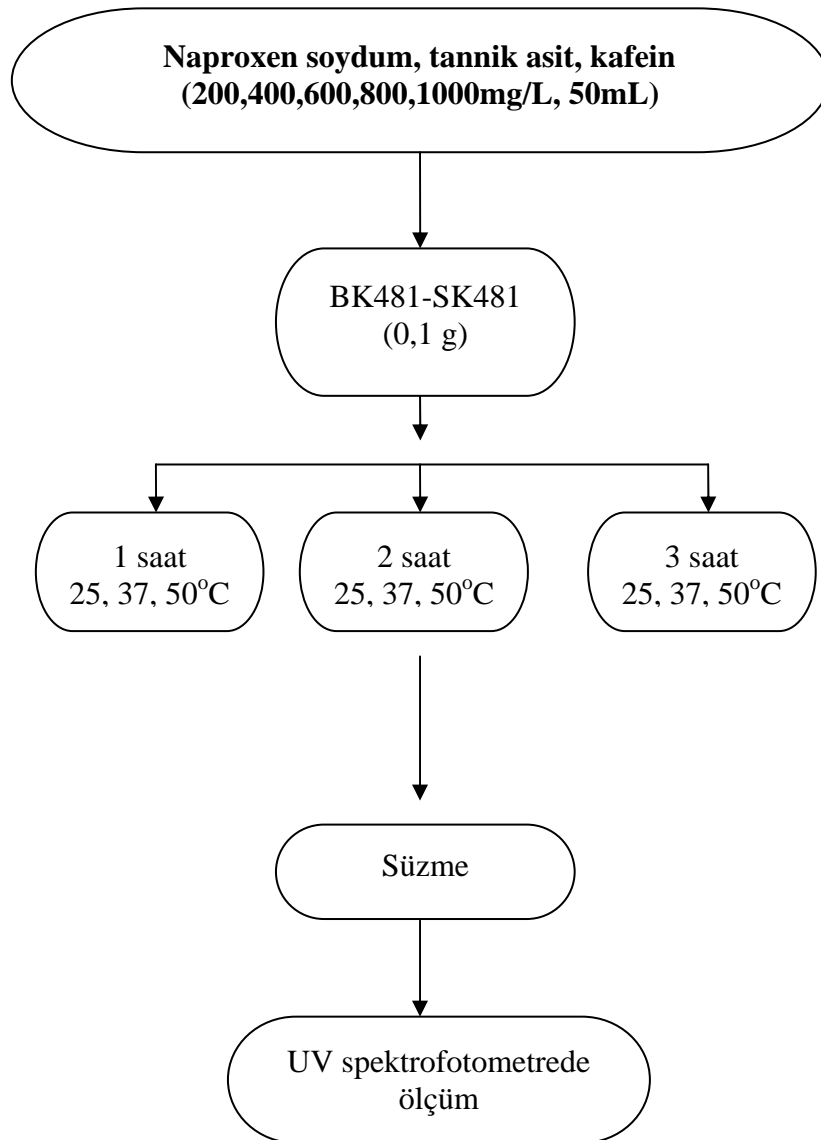 Naproxen soydum, tannik asit, kafein
(200,400,600,800,1000mg/L, 50mL)
BK481-SK481
(0,1 g)
1 saat
25, 37, 50°C
2 saat
25, 37, 50°C
3 saat
25, 37, 50°C
Süzme
UV spektrofotometrede
ölçüm